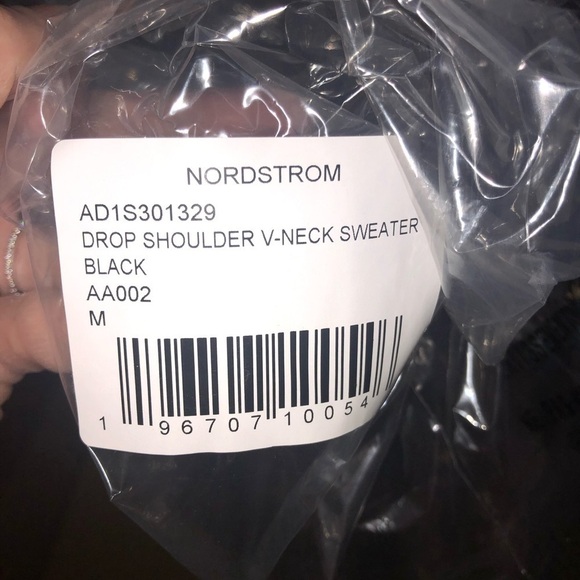 NORDSTROM
AD1S301329
DROP SHOULDER V-NECK SWEATER
BLACK
AA002
M
1 96707 10054